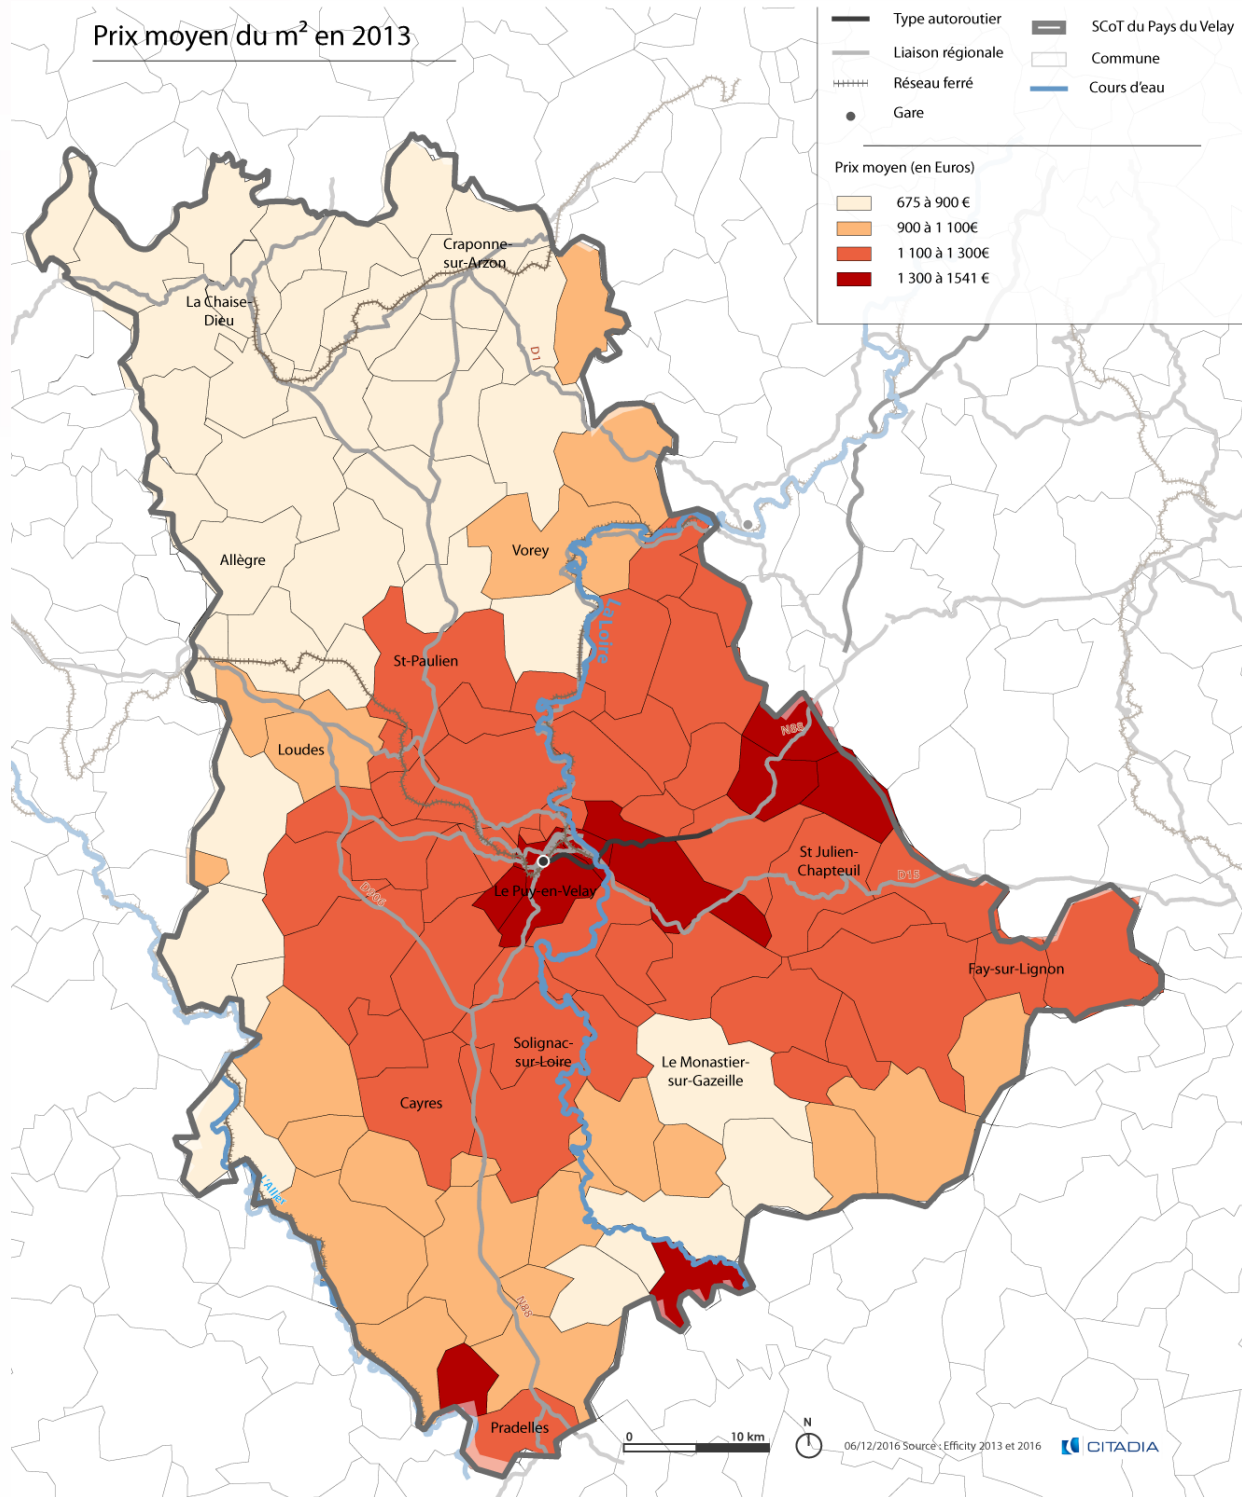 Prix moyen du m² en 2013
Type autoroutier
Liaison régionale
Réseau ferré
Gare
SCoT du Pays du Velay
Commune
Cours d'eau
Prix moyen (en Euros)
675 à 900 €
900 à 1 100€
1 100 à 1 300€
1 300 à 1541 €
Craponne-
sur-Arzon
La Chaise-
Dieu
D1
Allègre
Vorey
La Loire
St-Paulien
N88
Loudes
St Julien-
Chapteuil
D15
Le Puy-en-Velay
D906
Fay-sur-Lignon
Solignac-
sur-Loire
Le Monastier-
sur-Gazeille
Cayres
L'Allier
N88
Pradelles
0
10 km
N
06/12/2016 Source : Efficity 2013 et 2016
CITADIA